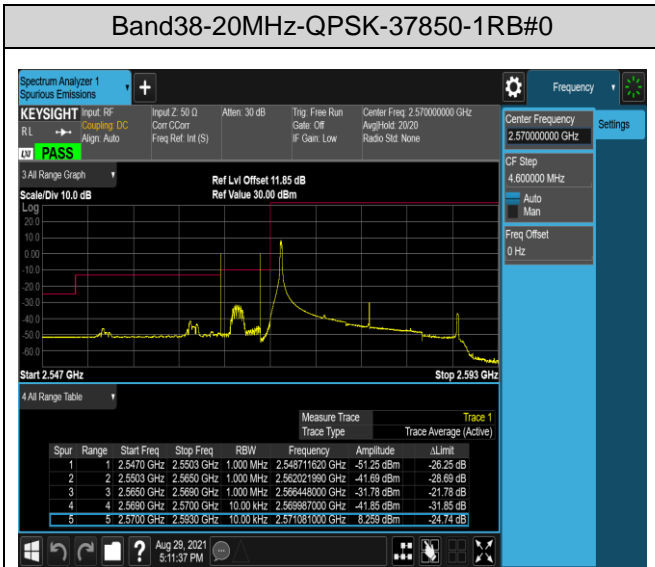 Band38-20MHz-QPSK-37850-1RB#0
Spectrum Analyzer 1
Spurious Emissions
+
Frequency
KEYSIGHT
RL
PASS
Input: RF
Coupling: DC
Align: Auto
Input Z: 50 Ω
Corr CCorr
Freq Ref: Int (S)
Atten: 30 dB
Trig: Free Run
Gate: Off
IF Gain: Low
Center Freq: 2.570000000 GHz
Avg|Hold: 20/20
Radio Std: None
Center Frequency
2.570000000 GHz
Settings
CF Step
4.600000 MHz
Auto
Man
Freq Offset
0 Hz
3 All Range Graph
Scale/Div 10.0 dB
Ref Lvl Offset 11.85 dB
Ref Value 30.00 dBm
Log
20.0
10.0
0.00
-10.0
-20.0
-30.0
-40.0
-50.0
-60.0
Start 2.547 GHz
Stop 2.593 GHz
4 All Range Table
Measure Trace Trace 1
Trace Type Trace Average (Active)
Spur Range Start Freq Stop Freq RBW Frequency Amplitude ΔLimit
1 1 2.5470 GHz 2.5503 GHz 1.000 MHz 2.548711620 GHz -51.25 dBm -26.25 dB
2 2 2.5503 GHz 2.5650 GHz 1.000 MHz 2.562021990 GHz -41.69 dBm -28.69 dB
3 3 2.5650 GHz 2.5690 GHz 1.000 MHz 2.566448000 GHz -31.78 dBm -21.78 dB
4 4 2.5690 GHz 2.5700 GHz 10.00 kHz 2.569987000 GHz -41.85 dBm -31.85 dB
5 5 2.5700 GHz 2.5930 GHz 10.00 kHz 2.571081000 GHz 8.259 dBm -24.74 dB
?
Aug 29, 2021
5:11:37 PM